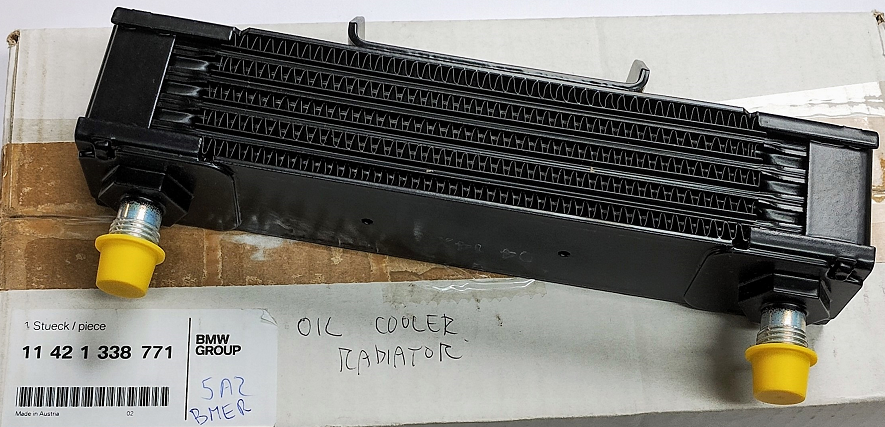 1 Stueck / piece
11 42 1 338 771
BMW
GROUP
Made in Austria 02
5A2
BMER
OIL COOLER
RADIATOR